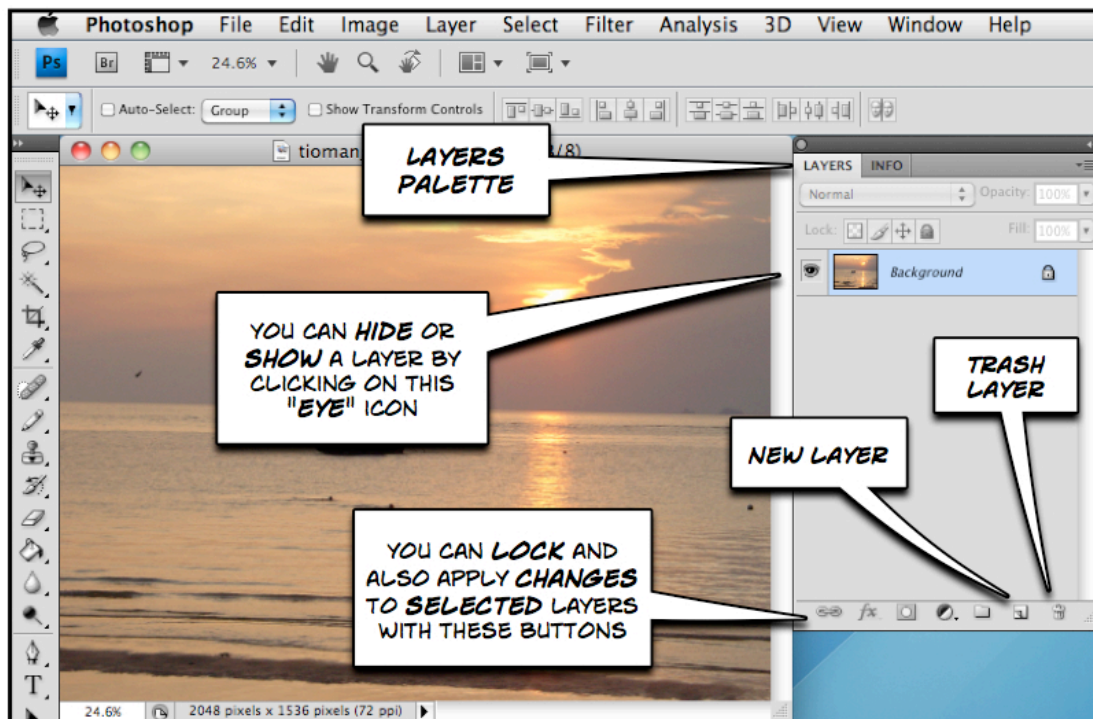 Photoshop File Edit Image Layer Select Filter Analysis 3D View Window Help
Ps Br 24.6%
Auto-Select: Group Show Transform Controls
tioman /8)
LAYERS
PALETTE
LAYERS INFO
Normal Opacity: 100%
Lock: Fill: 100%
Background
YOU CAN HIDE OR
SHOW A LAYER BY
CLICKING ON THIS
"EYE" ICON
TRASH
LAYER
NEW LAYER
YOU CAN LOCK AND
ALSO APPLY CHANGES
TO SELECTED LAYERS
WITH THESE BUTTONS
fx
T
24.6% 2048 pixels x 1536 pixels (72 ppi)